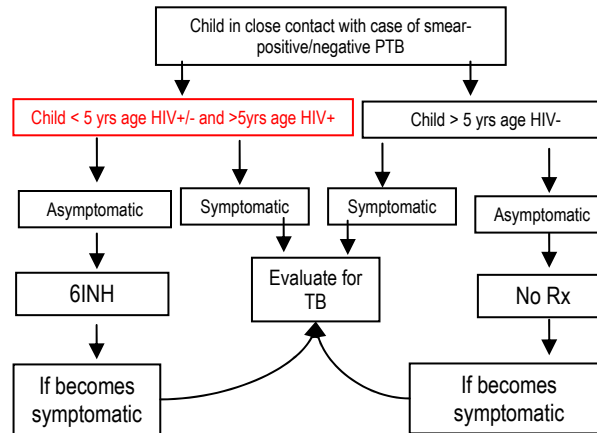 Child in close contact with case of smear-
positive/negative PTB
Child < 5 yrs age HIV+/- and >5yrs age HIV+
Child > 5 yrs age HIV-
Asymptomatic
Symptomatic
Symptomatic
Asymptomatic
6INH
Evaluate for
TB
No Rx
If becomes
symptomatic
If becomes
symptomatic